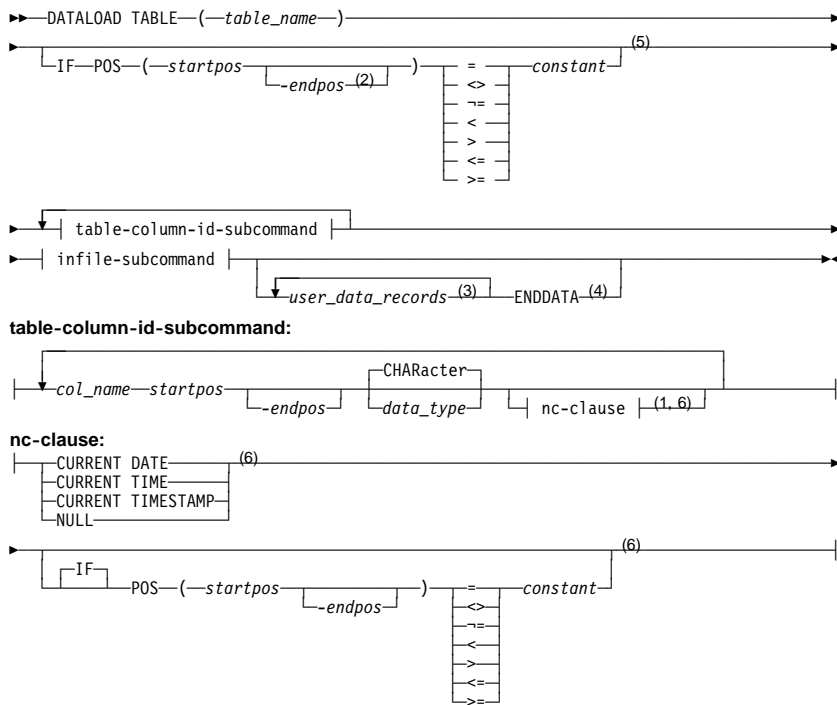 DATALOAD TABLE ( table_name )
(5)
IF POS ( startpos ) = constant
-endpos (2) <>
¬=
<
>
<=
>=
table-column-id-subcommand
infile-subcommand
user_data_records (3) ENDDATA (4)
table-column-id-subcommand:
CHARacter
col_name startpos
-endpos data_type nc-clause (1, 6)
nc-clause:
CURRENT DATE (6)
CURRENT TIME
CURRENT TIMESTAMP
NULL
(6)
IF
POS ( startpos ) = constant
-endpos <>
¬=
<
>
<=
>=